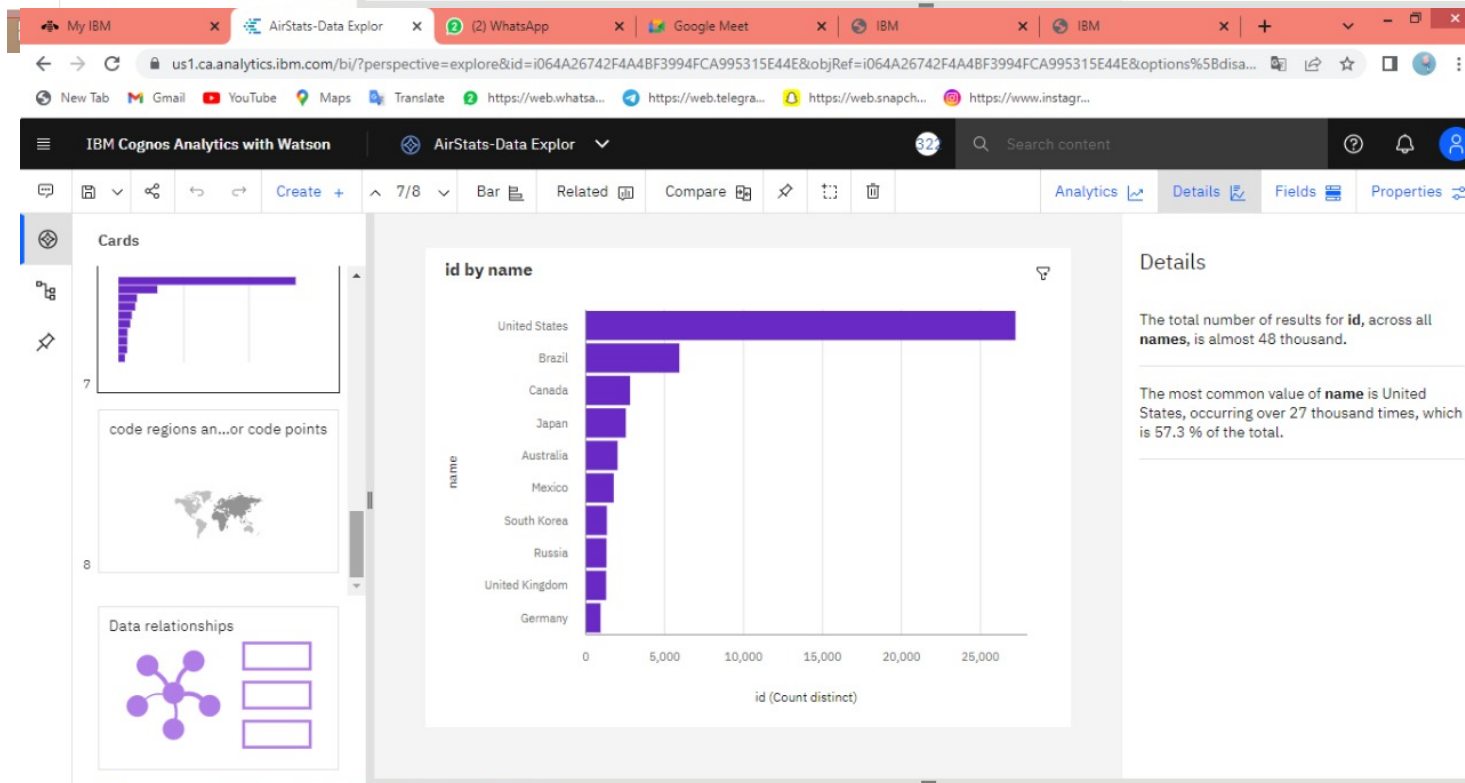 My IBM
AirStats-Data Explor
2
(2) WhatsApp
Google Meet
IBM
IBM
us1.ca.analytics.ibm.com/bi/?perspective=explore&id=i064A26742F4A4BF3994FCA995315E44E&objRef=i064A26742F4A4BF3994FCA995315E44E&options%5Bdisa...
New Tab
Gmail
YouTube
Maps
Translate
2
https://web.whatsa...
https://web.telegra...
https://web.snapch...
https://www.instagr...
IBM Cognos Analytics with Watson
AirStats-Data Explor
322
Search content
Create +
7/8
Bar
Related
Compare
Analytics
Details
Fields
Properties
Cards
7
code regions an...or code points
8
Data relationships
id by name
United States
Brazil
Canada
Japan
Australia
Mexico
South Korea
Russia
United Kingdom
Germany
name
0 5,000 10,000 15,000 20,000 25,000
id (Count distinct)
Details
The total number of results for id, across all
names, is almost 48 thousand.
The most common value of name is United
States, occurring over 27 thousand times, which
is 57.3 % of the total.